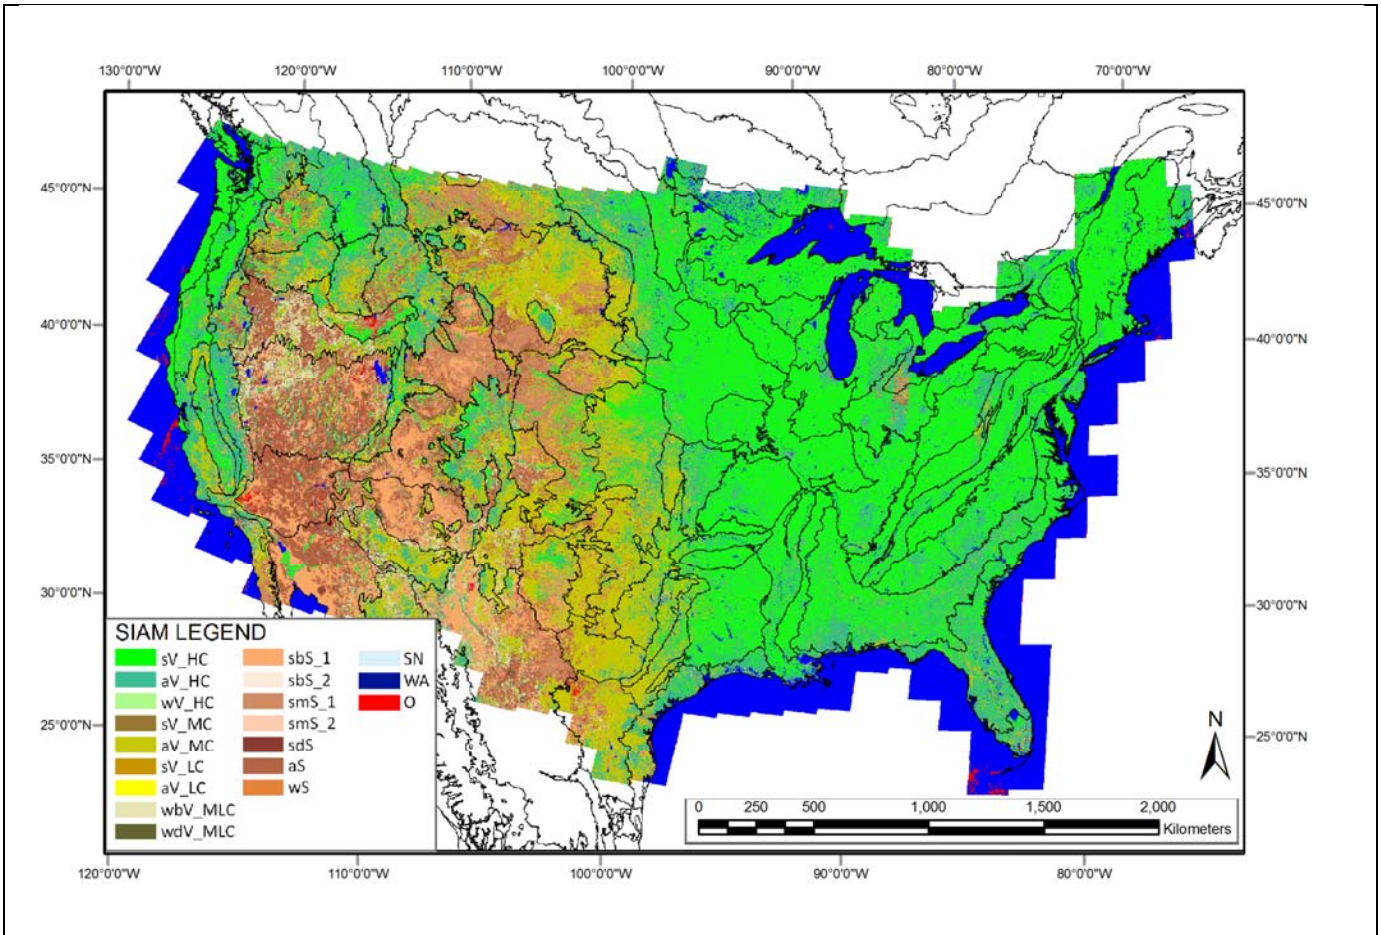 130°0'0"W 120°0'0"W 110°0'0"W 100°0'0"W 90°0'0"W 80°0'0"W 70°0'0"W
45°0'0"N
45°0'0"N
40°0'0"N
40°0'0"N
35°0'0"N
35°0'0"N
30°0'0"N
30°0'0"N
25°0'0"N
25°0'0"N
SIAM LEGEND
sV_HC
aV_HC
wV_HC
sV_MC
aV_MC
sV_LC
aV_LC
wbV_MLC
wdV_MLC
sbS_1
sbS_2
smS_1
smS_2
sdS
aS
wS
SN
WA
O
N
0 250 500 1,000 1,500 2,000
Kilometers
120°0'0"W 110°0'0"W 100°0'0"W 90°0'0"W 80°0'0"W